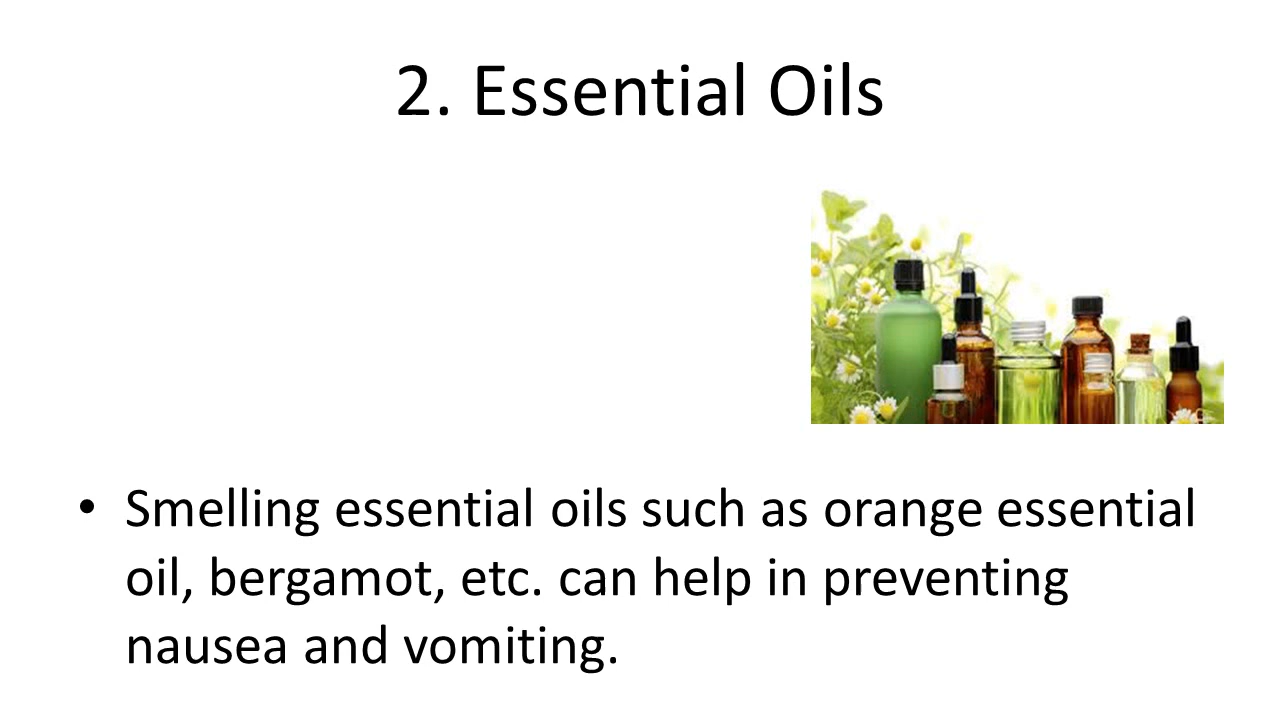 2. Essential Oils
• Smelling essential oils such as orange essential
oil, bergamot, etc. can help in preventing
nausea and vomiting.